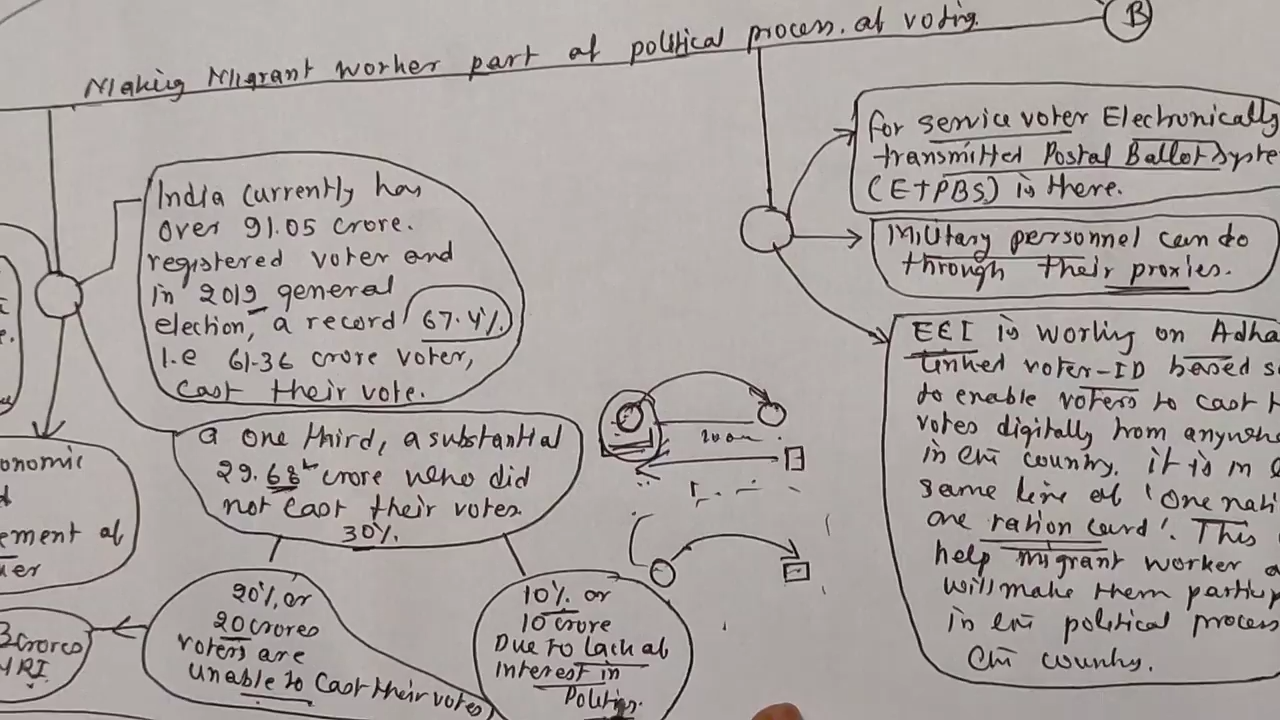 Making Migrant worker part of political process. of voting.
B
India currently has
over 91.05 crore.
registered voter and
in 2019 general
election, a record 67.4%.
I.e 61.36 crore voter,
cast their vote.
a one third, a substantial
29.68 crore who did
not cast their votes.
30%.
20%, or
20 crores
voters are
unable to cast their votes
10% or
10 crore
Due to lack of
interest in
Politics.
onomic
ement of
3 crores
for service voter Electronically
transmitted Postal Ballot Syste
(ETPBS) is there.
Military personnel can do
through their proxies.
EEI is working on Adha
Linked voter-ID based s
to enable voters to cast t
votes digitally from anywhe
in the country. it is in
same line of 'One nati
one ration card'. This
help migrant worker a
will make them particip
in the political process
the country.